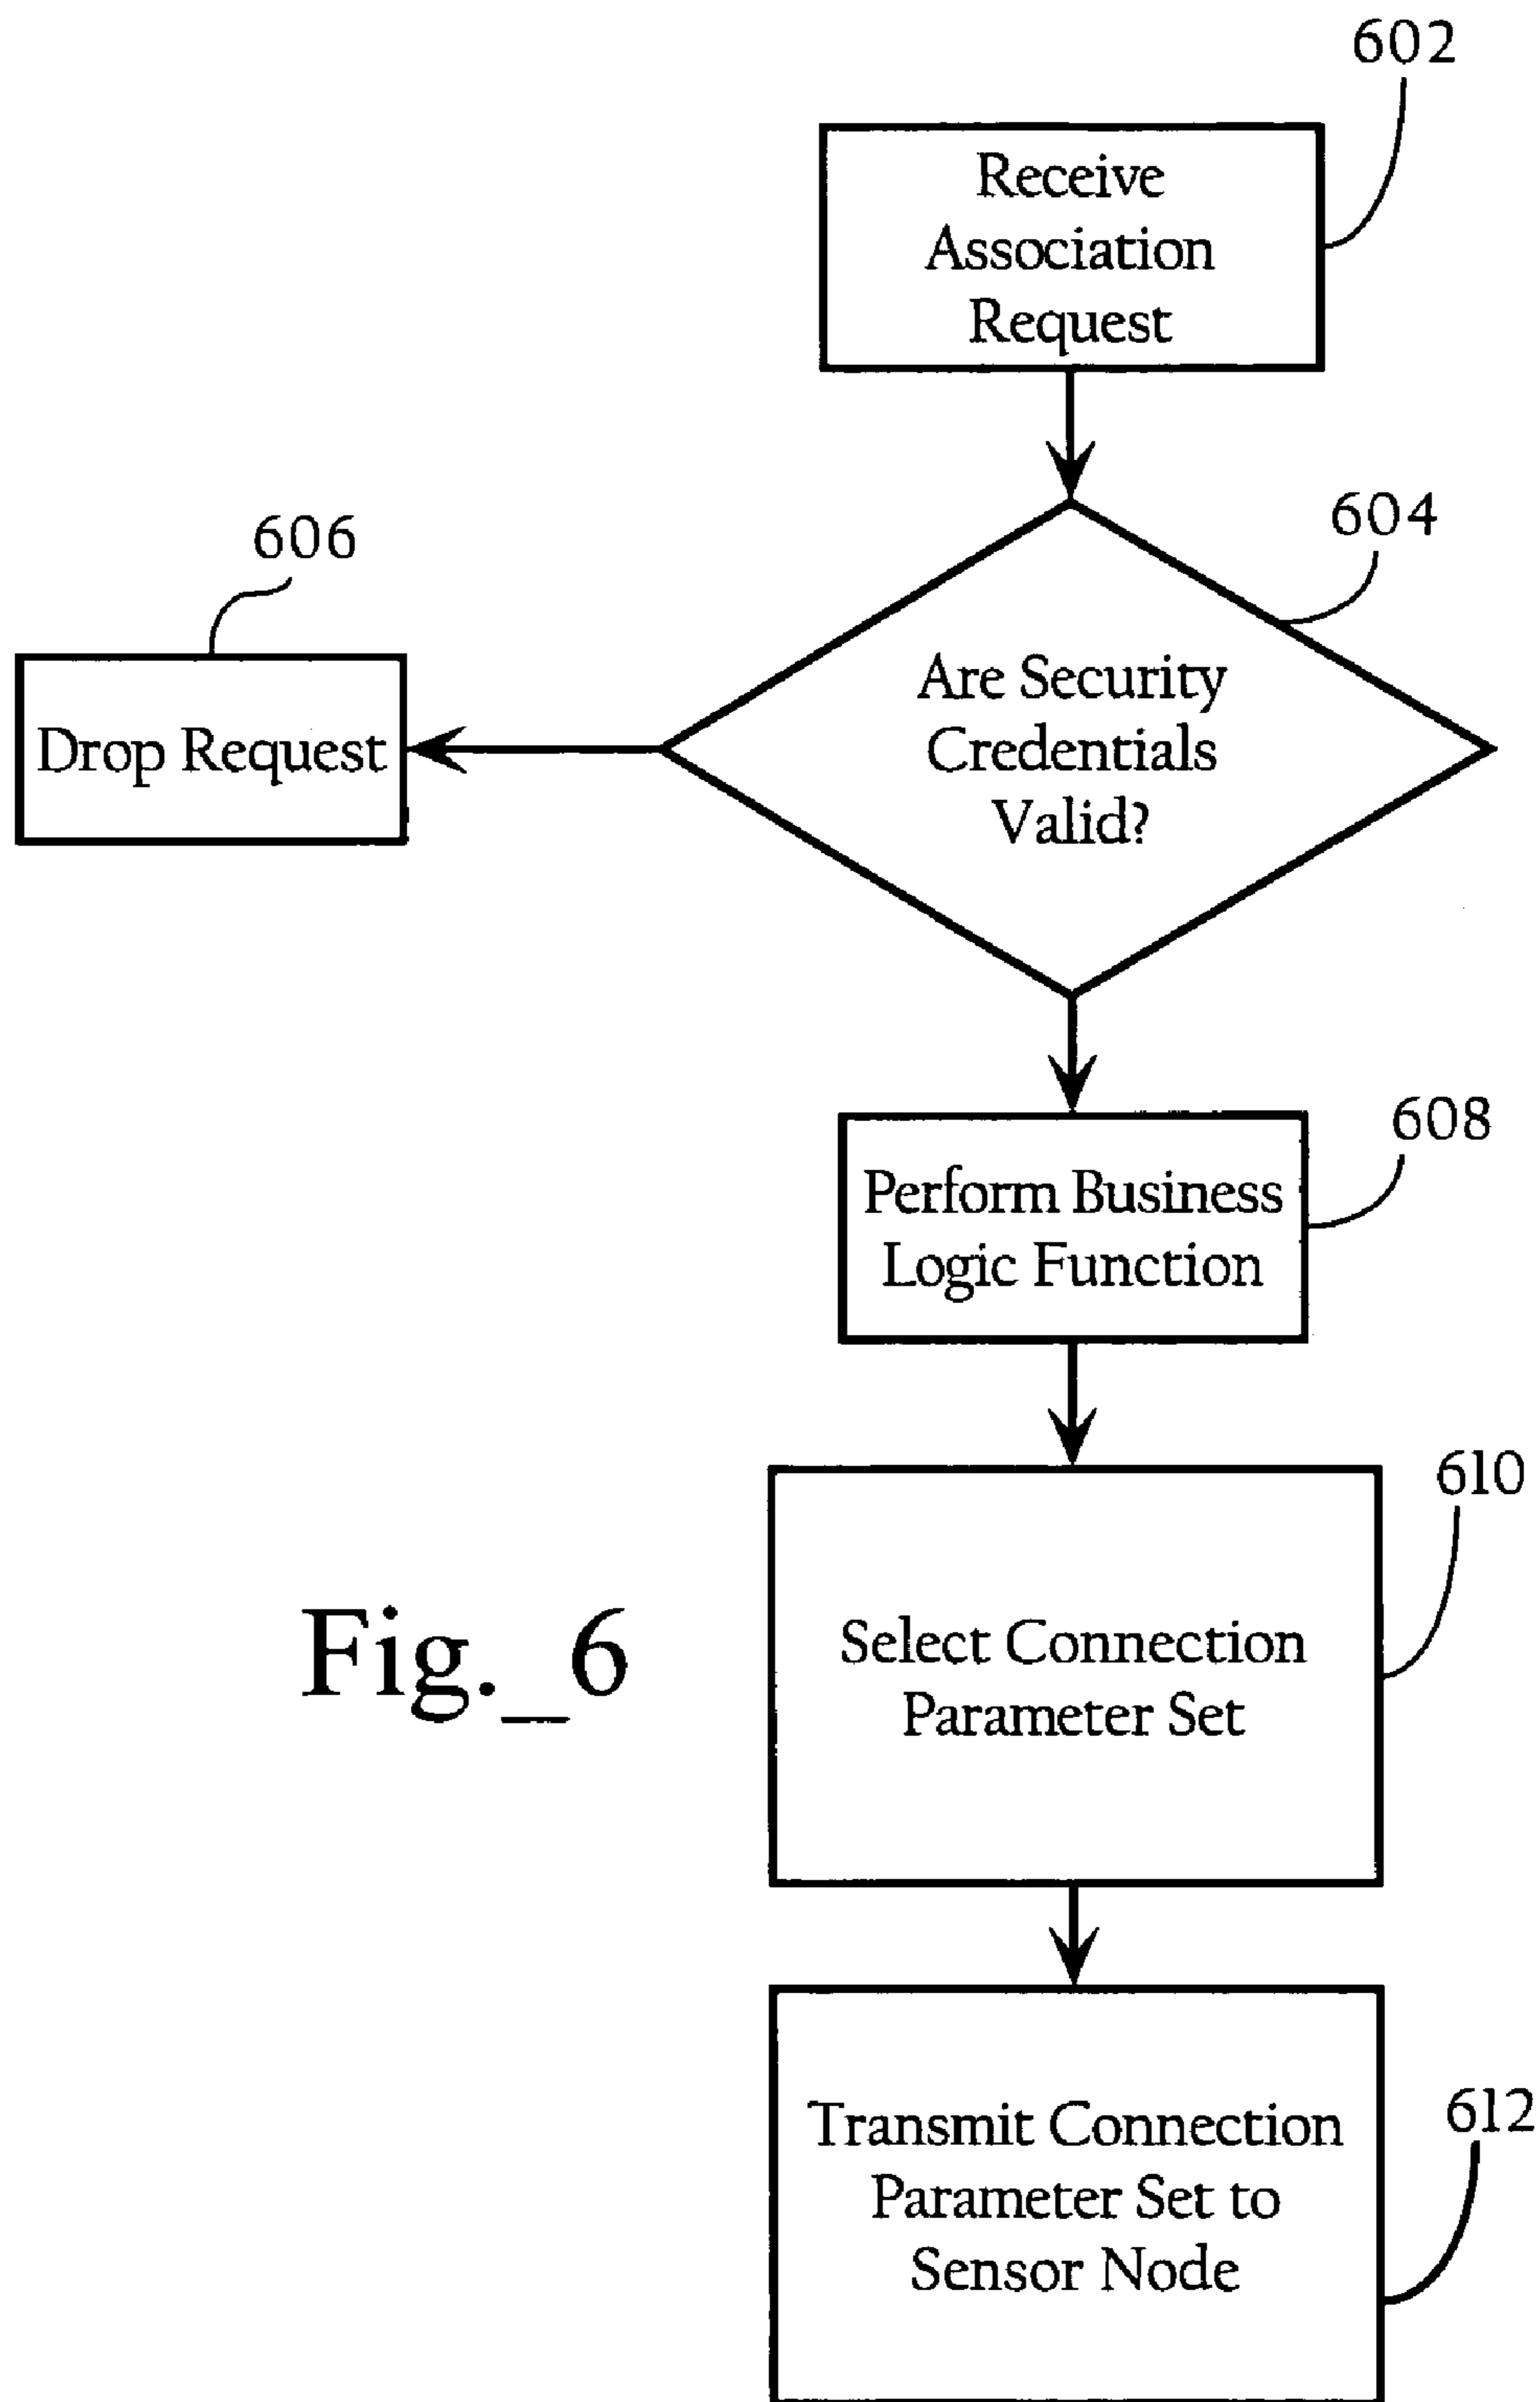 602
Receive
Association
Request
604
Are Security
Credentials
Valid?
606
Drop Request
608
Perform Business
Logic Function
610
Select Connection
Parameter Set
612
Transmit Connection
Parameter Set to
Sensor Node
Fig._6